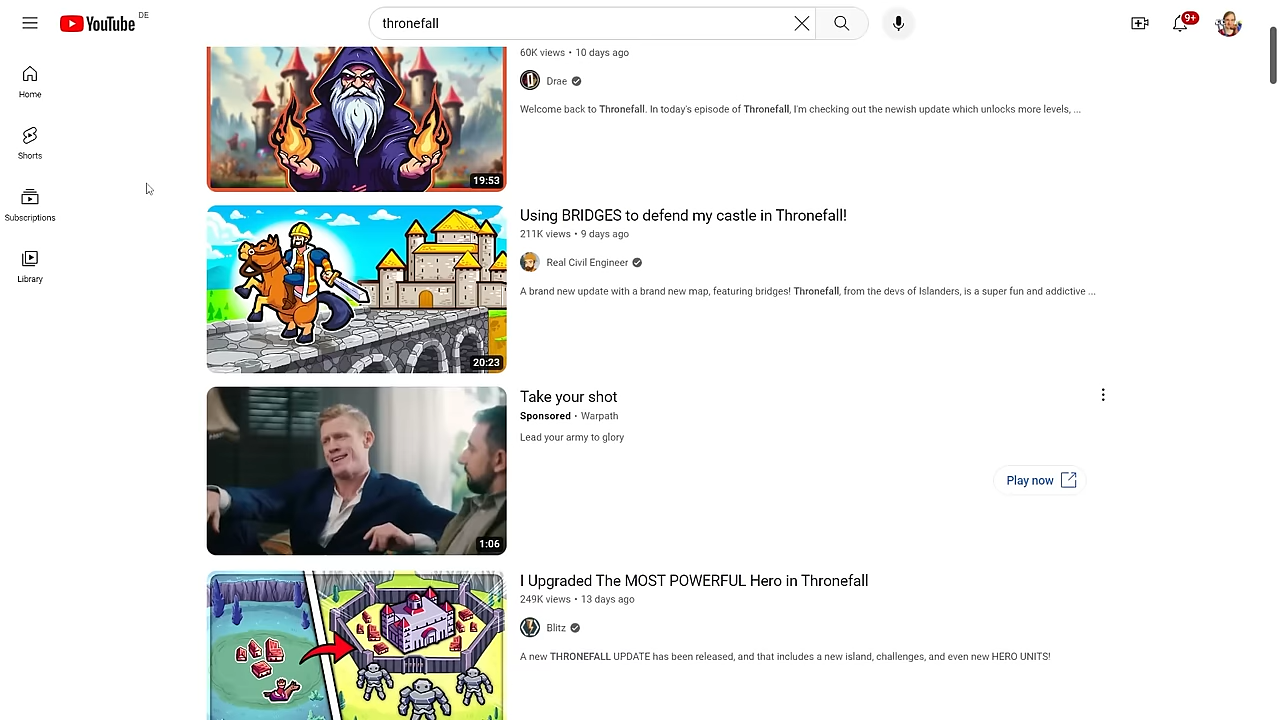 YouTube DE
thronefall
9+
Home
Shorts
Subscriptions
Library
60K views • 10 days ago
Drae
Welcome back to Thronefall. In today's episode of Thronefall, I'm checking out the newish update which unlocks more levels, ...
19:53
Using BRIDGES to defend my castle in Thronefall!
211K views • 9 days ago
Real Civil Engineer
A brand new update with a brand new map, featuring bridges! Thronefall, from the devs of Islanders, is a super fun and addictive ...
20:23
Take your shot
Sponsored • Warpath
Lead your army to glory
Play now
1:06
I Upgraded The MOST POWERFUL Hero in Thronefall
249K views • 13 days ago
Blitz
A new THRONEFALL UPDATE has been released, and that includes a new island, challenges, and even new HERO UNITS!